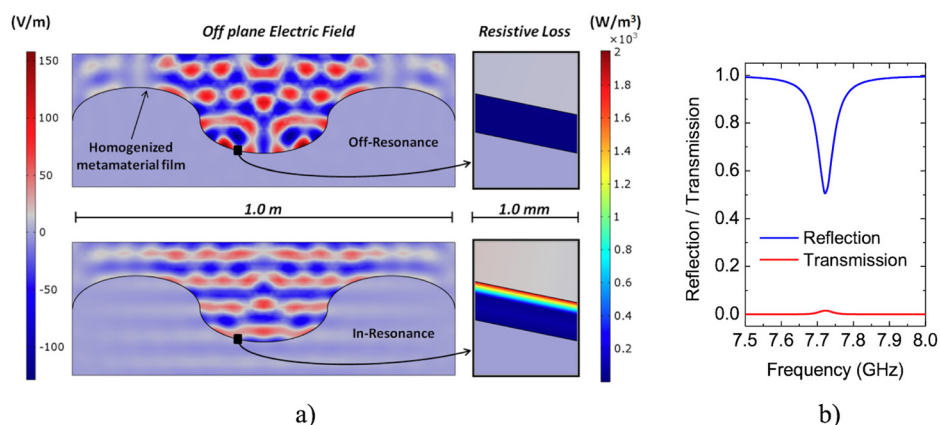 (V/m)
Off plane Electric Field
Resistive Loss
(W/m³)
×10³
150
100
50
0
-50
-100
Homogenized
metamaterial film
Off-Resonance
1.0 m
1.0 mm
In-Resonance
2
1.8
1.6
1.4
1.2
1
0.8
0.6
0.4
0.2
Reflection / Transmission
1.0
0.8
0.6
0.4
0.2
0.0
Reflection
Transmission
7.5 7.6 7.7 7.8 7.9 8.0
Frequency (GHz)
a)
b)